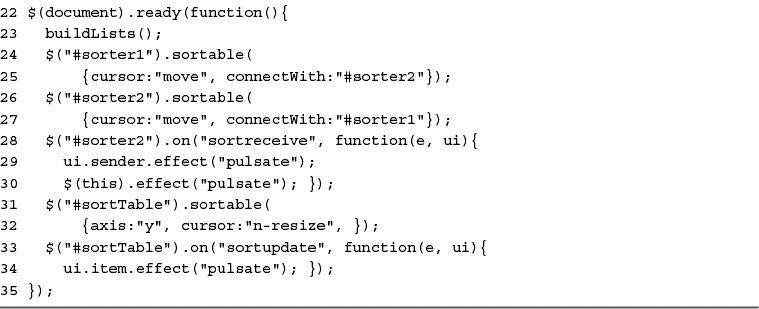 22 $(document).ready(function(){
23   buildLists();
24   $("#sorter1").sortable(
25       {cursor:"move", connectWith:"#sorter2"});
26   $("#sorter2").sortable(
27       {cursor:"move", connectWith:"#sorter1"});
28   $("#sorter2").on("sortreceive", function(e, ui){
29     ui.sender.effect("pulsate");
30     $(this).effect("pulsate"); });
31   $("#sortTable").sortable(
32       {axis:"y", cursor:"n-resize", });
33   $("#sortTable").on("sortupdate", function(e, ui){
34     ui.item.effect("pulsate"); });
35 });